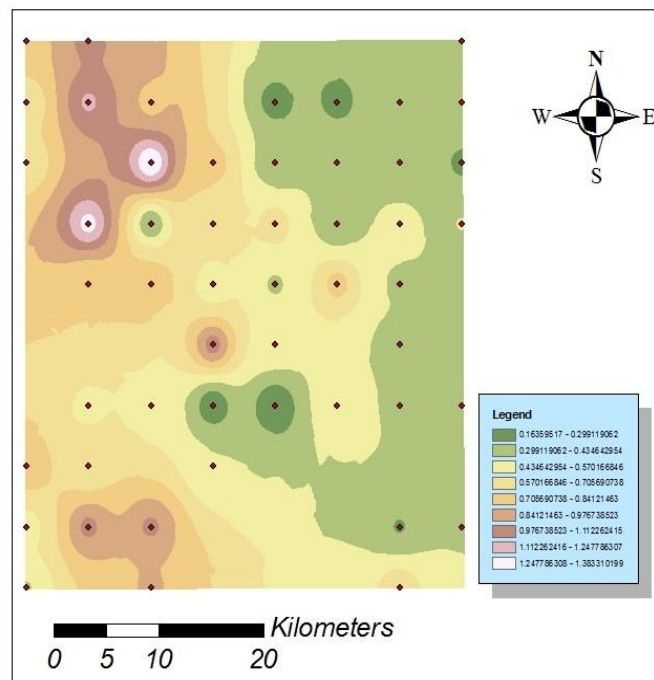 N
W E
S
Legend
0.16359517 - 0.299119062
0.299119062 - 0.434642954
0.434642954 - 0.570166846
0.570166846 - 0.705690738
0.705690738 - 0.84121463
0.84121463 - 0.976738523
0.976738523 - 1.112262415
1.112262416 - 1.247786307
1.247786308 - 1.383310199
Kilometers
0 5 10 20